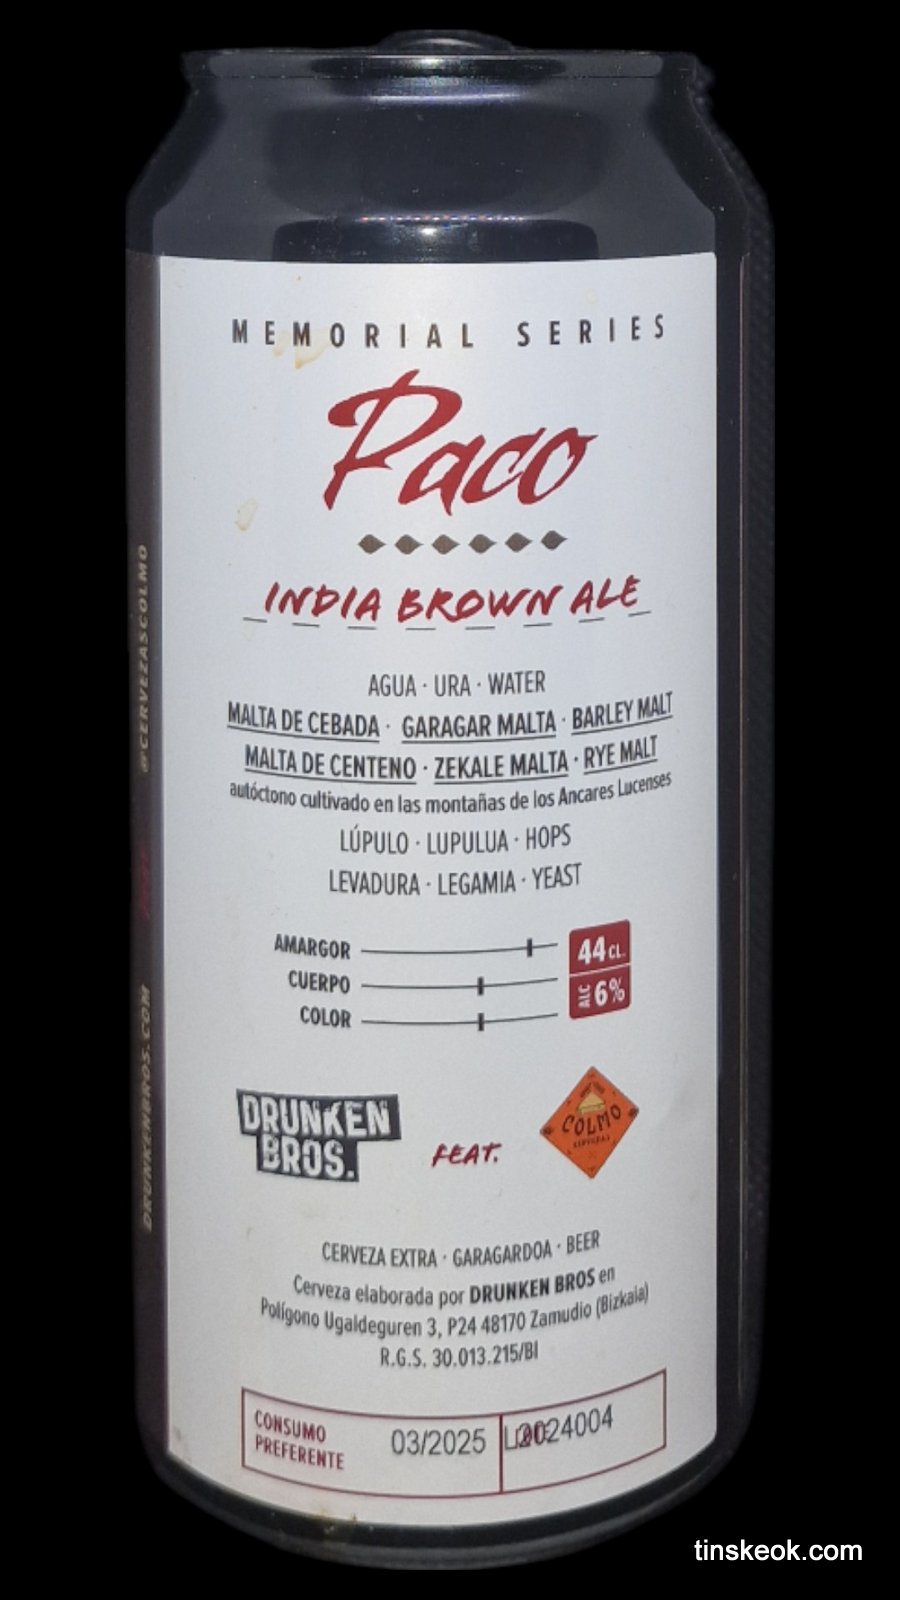 MEMORIAL SERIES
Paco
INDIA BROWN ALE
AGUA · URA · WATER
MALTA DE CEBADA · GARAGAR MALTA · BARLEY MALT
MALTA DE CENTENO · ZEKALE MALTA · RYE MALT
autóctono cultivado en las montañas de los Ancares Lucenses
LÚPULO · LUPULUA · HOPS
LEVADURA · LEGAMIA · YEAST
AMARGOR
CUERPO
COLOR
44 CL.
ALC 6%
DRUNKEN
BROS.
FEAT.
COLMO
CERVEZAS
CERVEZA EXTRA · GARAGARDOA · BEER
Cerveza elaborada por DRUNKEN BROS en
Polígono Ugaldeguren 3, P24 48170 Zamudio (Bizkaia)
R.G.S. 30.013.215/BI
CONSUMO
PREFERENTE
03/2025
L2024004
@CERVEZASCOLMO
DRUNKENBROS.COM
tinskeok.com